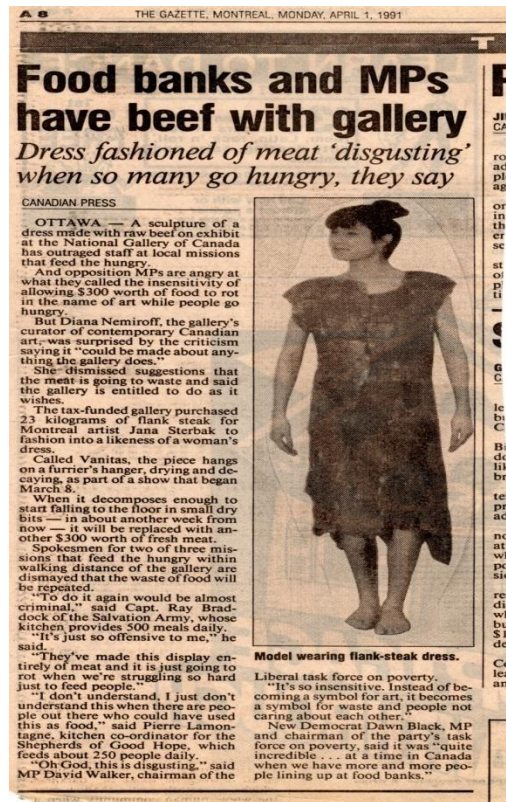 A 8
THE GAZETTE, MONTREAL, MONDAY, APRIL 1, 1991
T
Food banks and MPs
have beef with gallery
Dress fashioned of meat ‘disgusting’
when so many go hungry, they say
CANADIAN PRESS
OTTAWA — A sculpture of a
dress made with raw beef on exhibit
at the National Gallery of Canada
has outraged staff at local missions
that feed the hungry.
And opposition MPs are angry at
what they called the insensitivity of
allowing $300 worth of food to rot
in the name of art while people go
hungry.
But Diana Nemiroff, the gallery's
curator of contemporary Canadian
art, was surprised by the criticism
saying it “could be made about any-
thing the gallery does.”
She dismissed suggestions that
the meat is going to waste and said
the gallery is entitled to do as it
wishes.
The tax-funded gallery purchased
23 kilograms of flank steak for
Montreal artist Jana Sterbak to
fashion into a likeness of a woman's
dress.
Called Vanitas, the piece hangs
on a furrier's hanger, drying and de-
caying, as part of a show that began
March 8.
When it decomposes enough to
start falling to the floor in small dry
bits — in about another week from
now — it will be replaced with an-
other $300 worth of fresh meat.
Spokesmen for two of three mis-
sions that feed the hungry within
walking distance of the gallery are
dismayed that the waste of food will
be repeated.
“To do it again would be almost
criminal,” said Capt. Ray Brad-
dock of the Salvation Army, whose
kitchen provides 500 meals daily.
“It's just so offensive to me,” he
said.
“They've made this display en-
tirely of meat and it is just going to
rot when we're struggling so hard
just to feed people.”
“I don't understand, I just don't
understand this when there are peo-
ple out there who could have used
this as food,” said Pierre Lamon-
tagne, kitchen co-ordinator for the
Shepherds of Good Hope, which
feeds about 250 people daily.
“Oh God, this is disgusting,” said
MP David Walker, chairman of the
Model wearing flank-steak dress.
Liberal task force on poverty.
“It's so insensitive. Instead of be-
coming a symbol for art, it becomes
a symbol for waste and people not
caring about each other.”
New Democrat Dawn Black, MP
and chairman of the party's task
force on poverty, said it was “quite
incredible . . . at a time in Canada
when we have more and more peo-
ple lining up at food banks.”